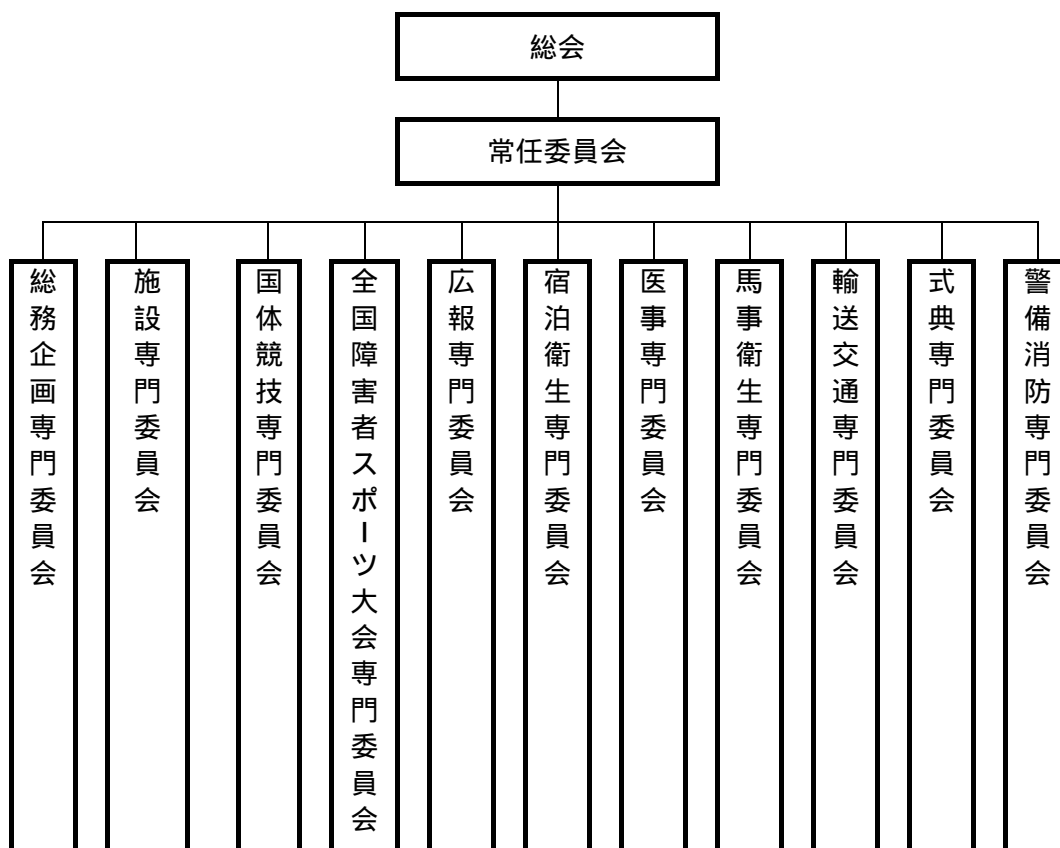 総会
常任委員会
総務企画専門委員会
施設専門委員会
国体競技専門委員会
全国障害者スポーツ大会専門委員会
広報専門委員会
宿泊衛生専門委員会
医事専門委員会
馬事衛生専門委員会
輸送交通専門委員会
式典専門委員会
警備消防専門委員会